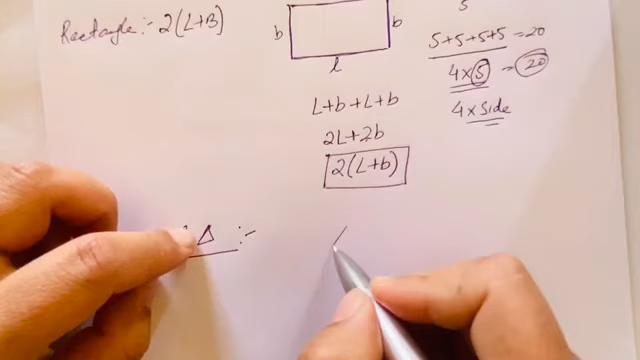 Rectangle:- 2(L+B)
b
b
l
L+b+L+b
2L+2b
2(L+b)
5
5+5+5+5 = 20
4×5 = 20
4×side
Δ :-